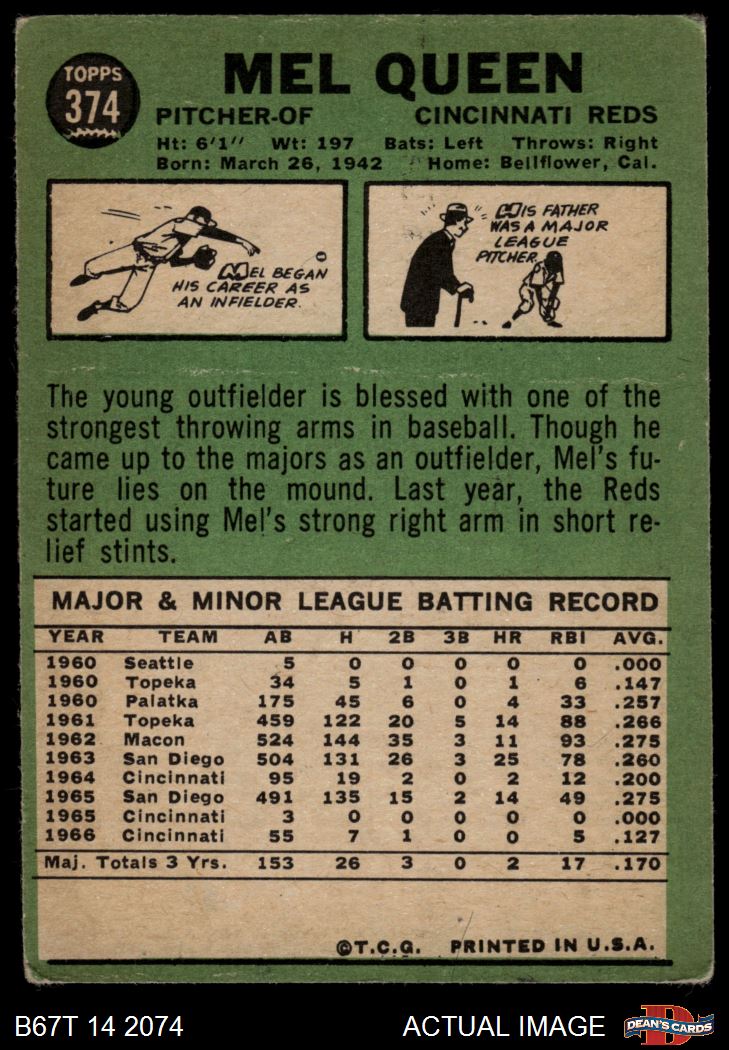 TOPPS
374
MEL QUEEN
PITCHER-OF CINCINNATI REDS
Ht: 6'1" Wt: 197 Bats: Left Throws: Right
Born: March 26, 1942 Home: Bellflower, Cal.
MEL BEGAN
HIS CAREER AS
AN INFIELDER.
HIS FATHER
WAS A MAJOR
LEAGUE
PITCHER.
The young outfielder is blessed with one of the
strongest throwing arms in baseball. Though he
came up to the majors as an outfielder, Mel's fu-
ture lies on the mound. Last year, the Reds
started using Mel's strong right arm in short re-
lief stints.
MAJOR & MINOR LEAGUE BATTING RECORD
YEAR TEAM AB H 2B 3B HR RBI AVG.
1960 Seattle 5 0 0 0 0 0 .000
1960 Topeka 34 5 1 0 1 6 .147
1960 Palatka 175 45 6 0 4 33 .257
1961 Topeka 459 122 20 5 14 88 .266
1962 Macon 524 144 35 3 11 93 .275
1963 San Diego 504 131 26 3 25 78 .260
1964 Cincinnati 95 19 2 0 2 12 .200
1965 San Diego 491 135 15 2 14 49 .275
1965 Cincinnati 3 0 0 0 0 0 .000
1966 Cincinnati 55 7 1 0 0 5 .127
Maj. Totals 3 Yrs. 153 26 3 0 2 17 .170
©T.C.G. PRINTED IN U.S.A.
B67T 14 2074 ACTUAL IMAGE
D
DEAN'S CARDS